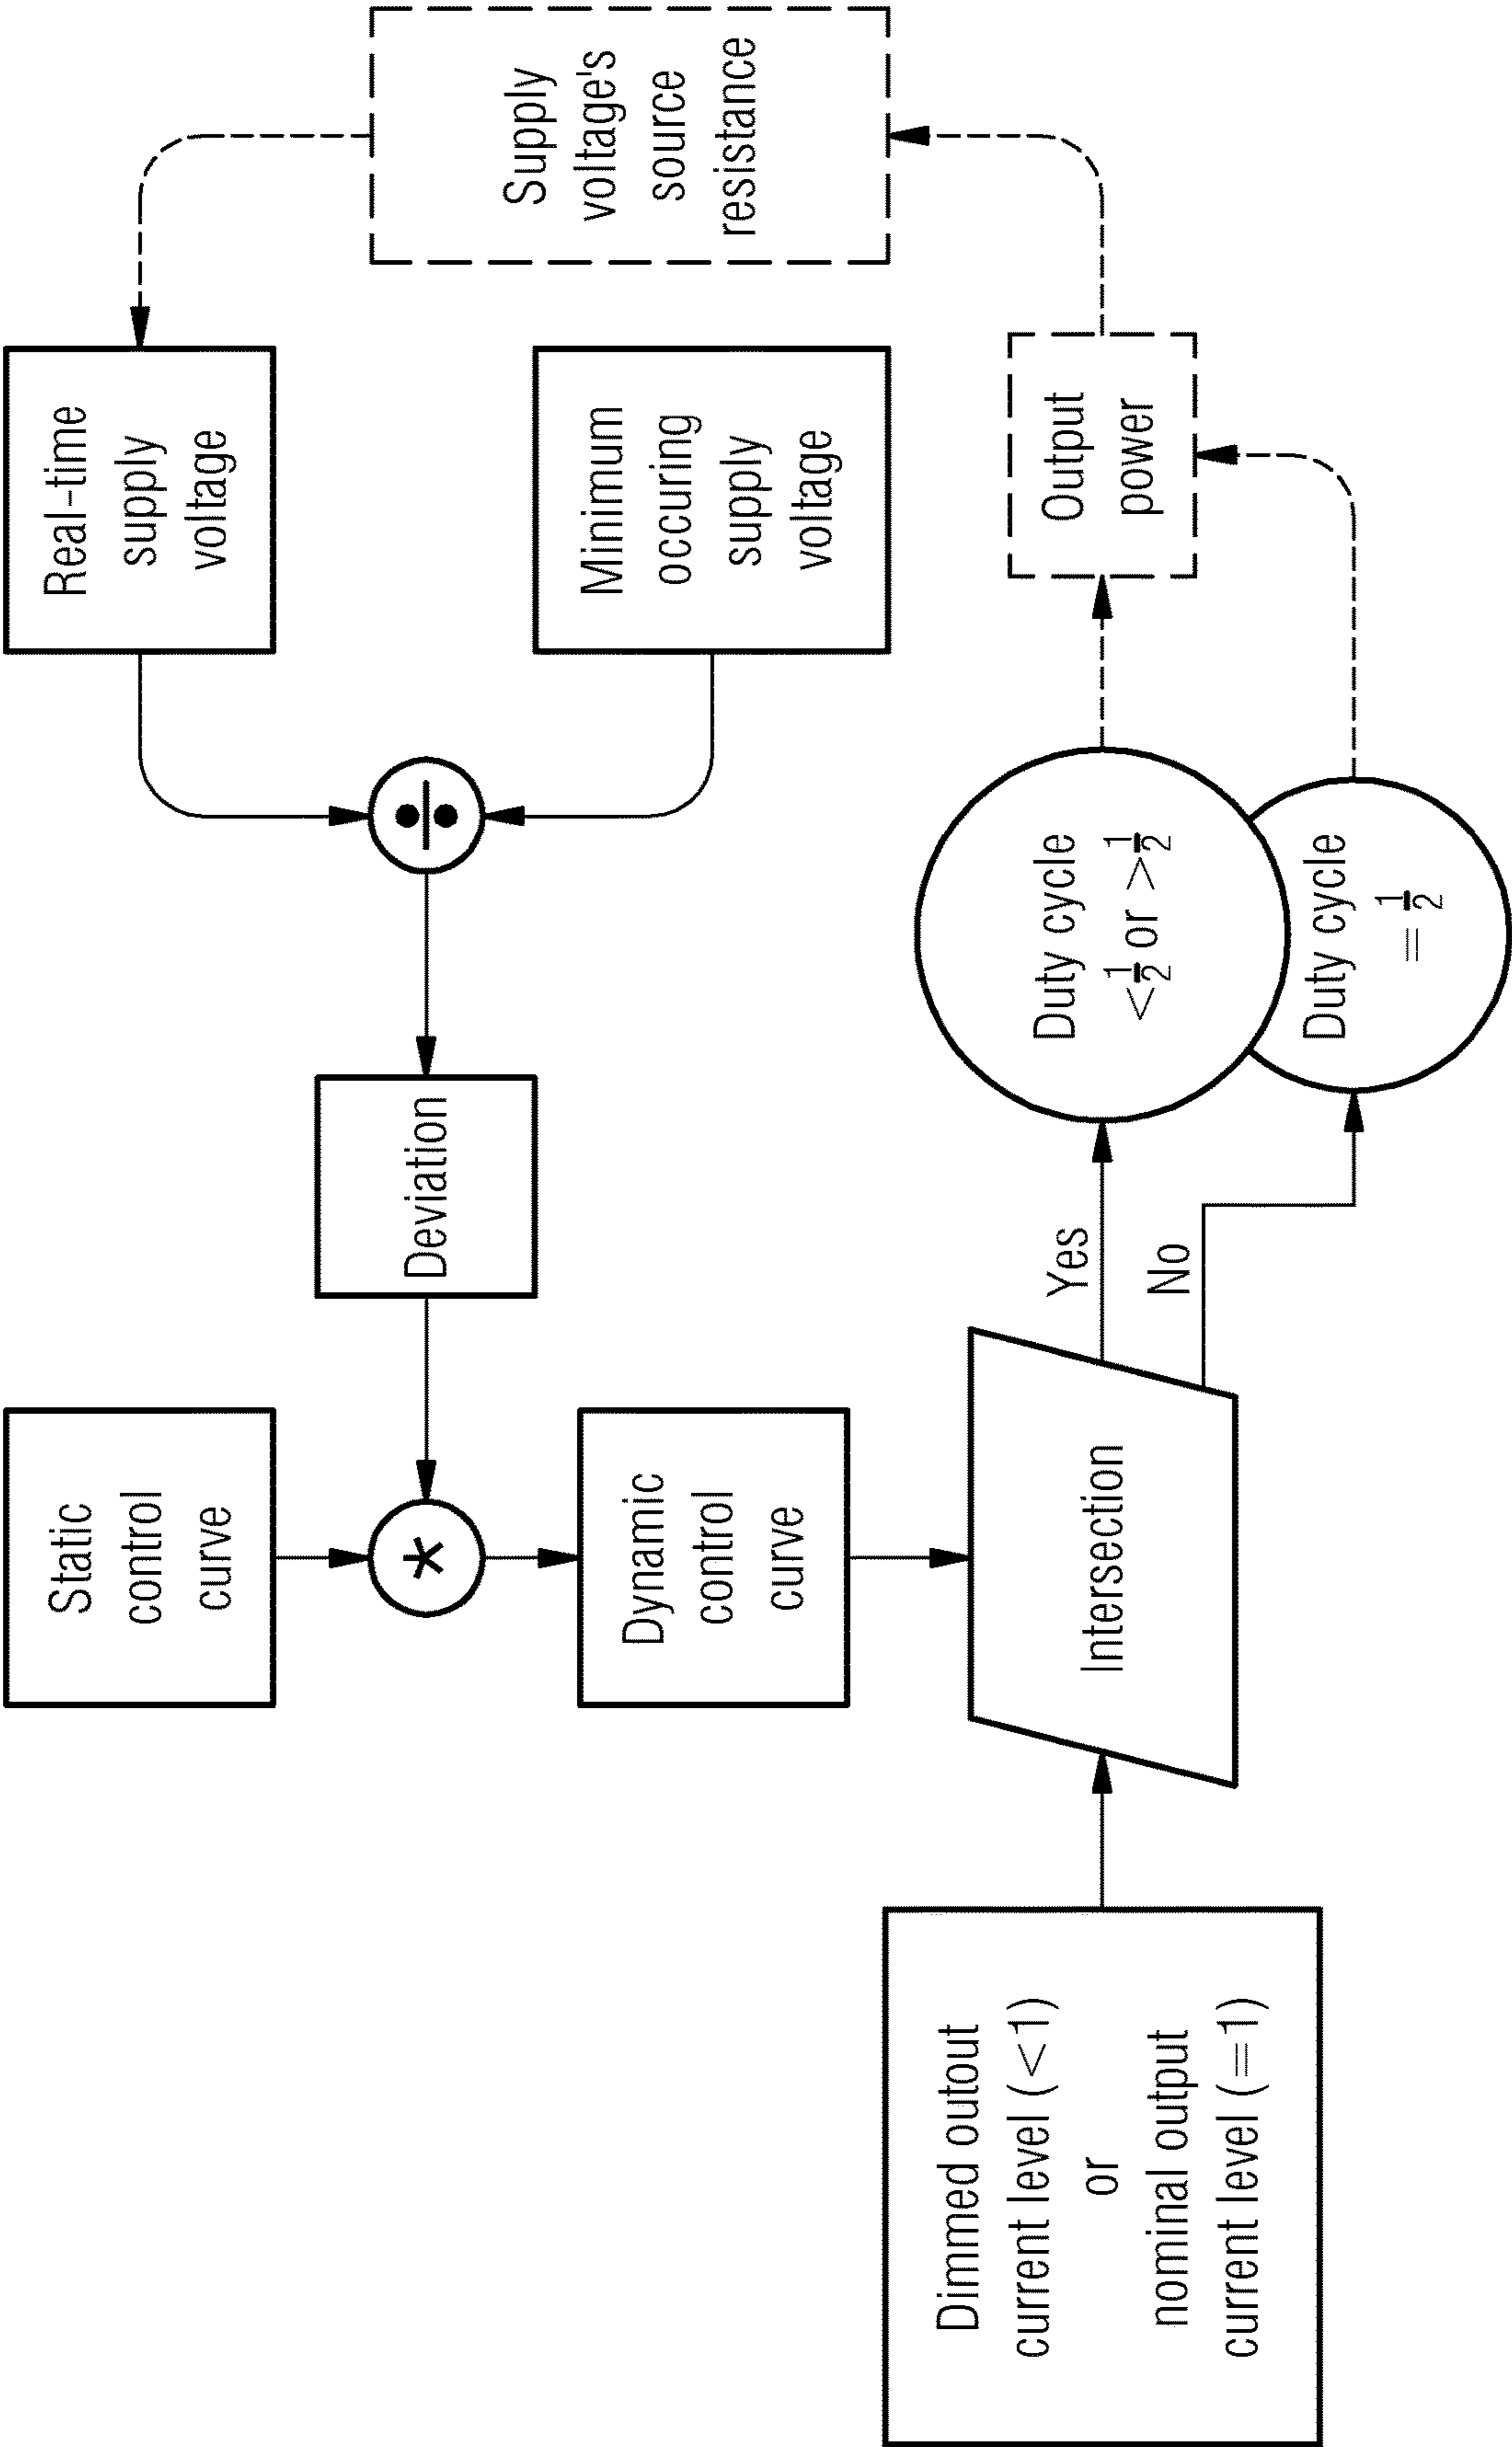 Static
control
curve
Deviation
Real-time
supply
voltage
Supply
voltage's
source
resistance
*
÷
Dynamic
control
curve
Minimum
occuring
supply
voltage
Dimmed outout
current level (<1)
or
nominal output
current level (=1)
Intersection
Yes
No
Duty cycle
<1/2 or >1/2
Duty cycle
=1/2
Output
power